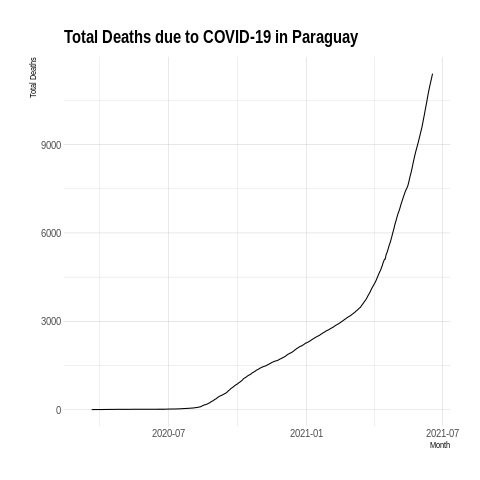 Total Deaths due to COVID-19 in Paraguay
Total Deaths
9000
6000
3000
0
2020-07
2021-01
2021-07
Month